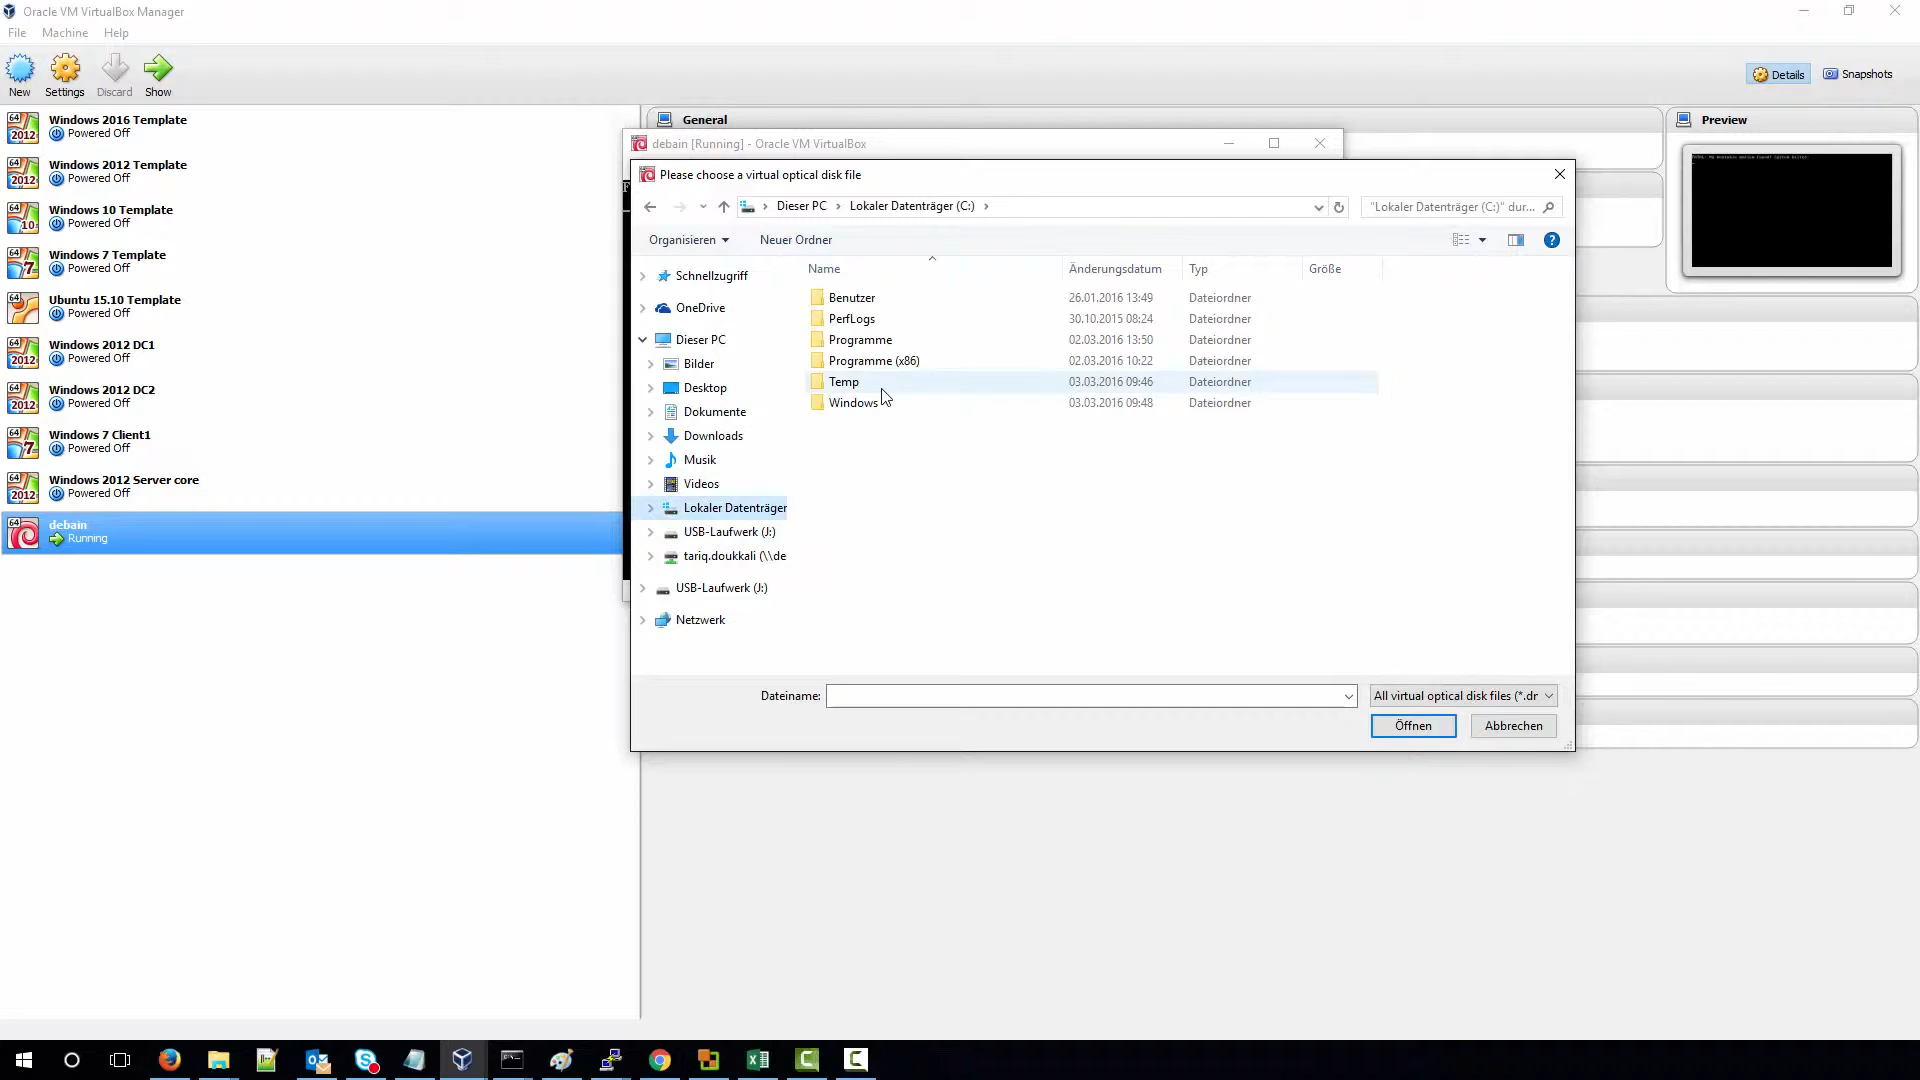 Oracle VM VirtualBox Manager
File Machine Help
New Settings Discard Show
Details Snapshots
Windows 2016 Template
Powered Off
Windows 2012 Template
Powered Off
Windows 10 Template
Powered Off
Windows 7 Template
Powered Off
Ubuntu 15.10 Template
Powered Off
Windows 2012 DC1
Powered Off
Windows 2012 DC2
Powered Off
Windows 7 Client1
Powered Off
Windows 2012 Server core
Powered Off
debain
Running
General
Preview
debain [Running] - Oracle VM VirtualBox
Please choose a virtual optical disk file
Dieser PC Lokaler Datenträger (C:)
"Lokaler Datenträger (C:)" dur...
Organisieren Neuer Ordner
Schnellzugriff
OneDrive
Dieser PC
Bilder
Desktop
Dokumente
Downloads
Musik
Videos
Lokaler Datenträger
USB-Laufwerk (J:)
tariq.doukkali (\\de
USB-Laufwerk (J:)
Netzwerk
Name Änderungsdatum Typ Größe
Benutzer 26.01.2016 13:49 Dateiordner
PerfLogs 30.10.2015 08:24 Dateiordner
Programme 02.03.2016 13:50 Dateiordner
Programme (x86) 02.03.2016 10:22 Dateiordner
Temp 03.03.2016 09:46 Dateiordner
Windows 03.03.2016 09:48 Dateiordner
Dateiname:
All virtual optical disk files (*.dr
Öffnen Abbrechen